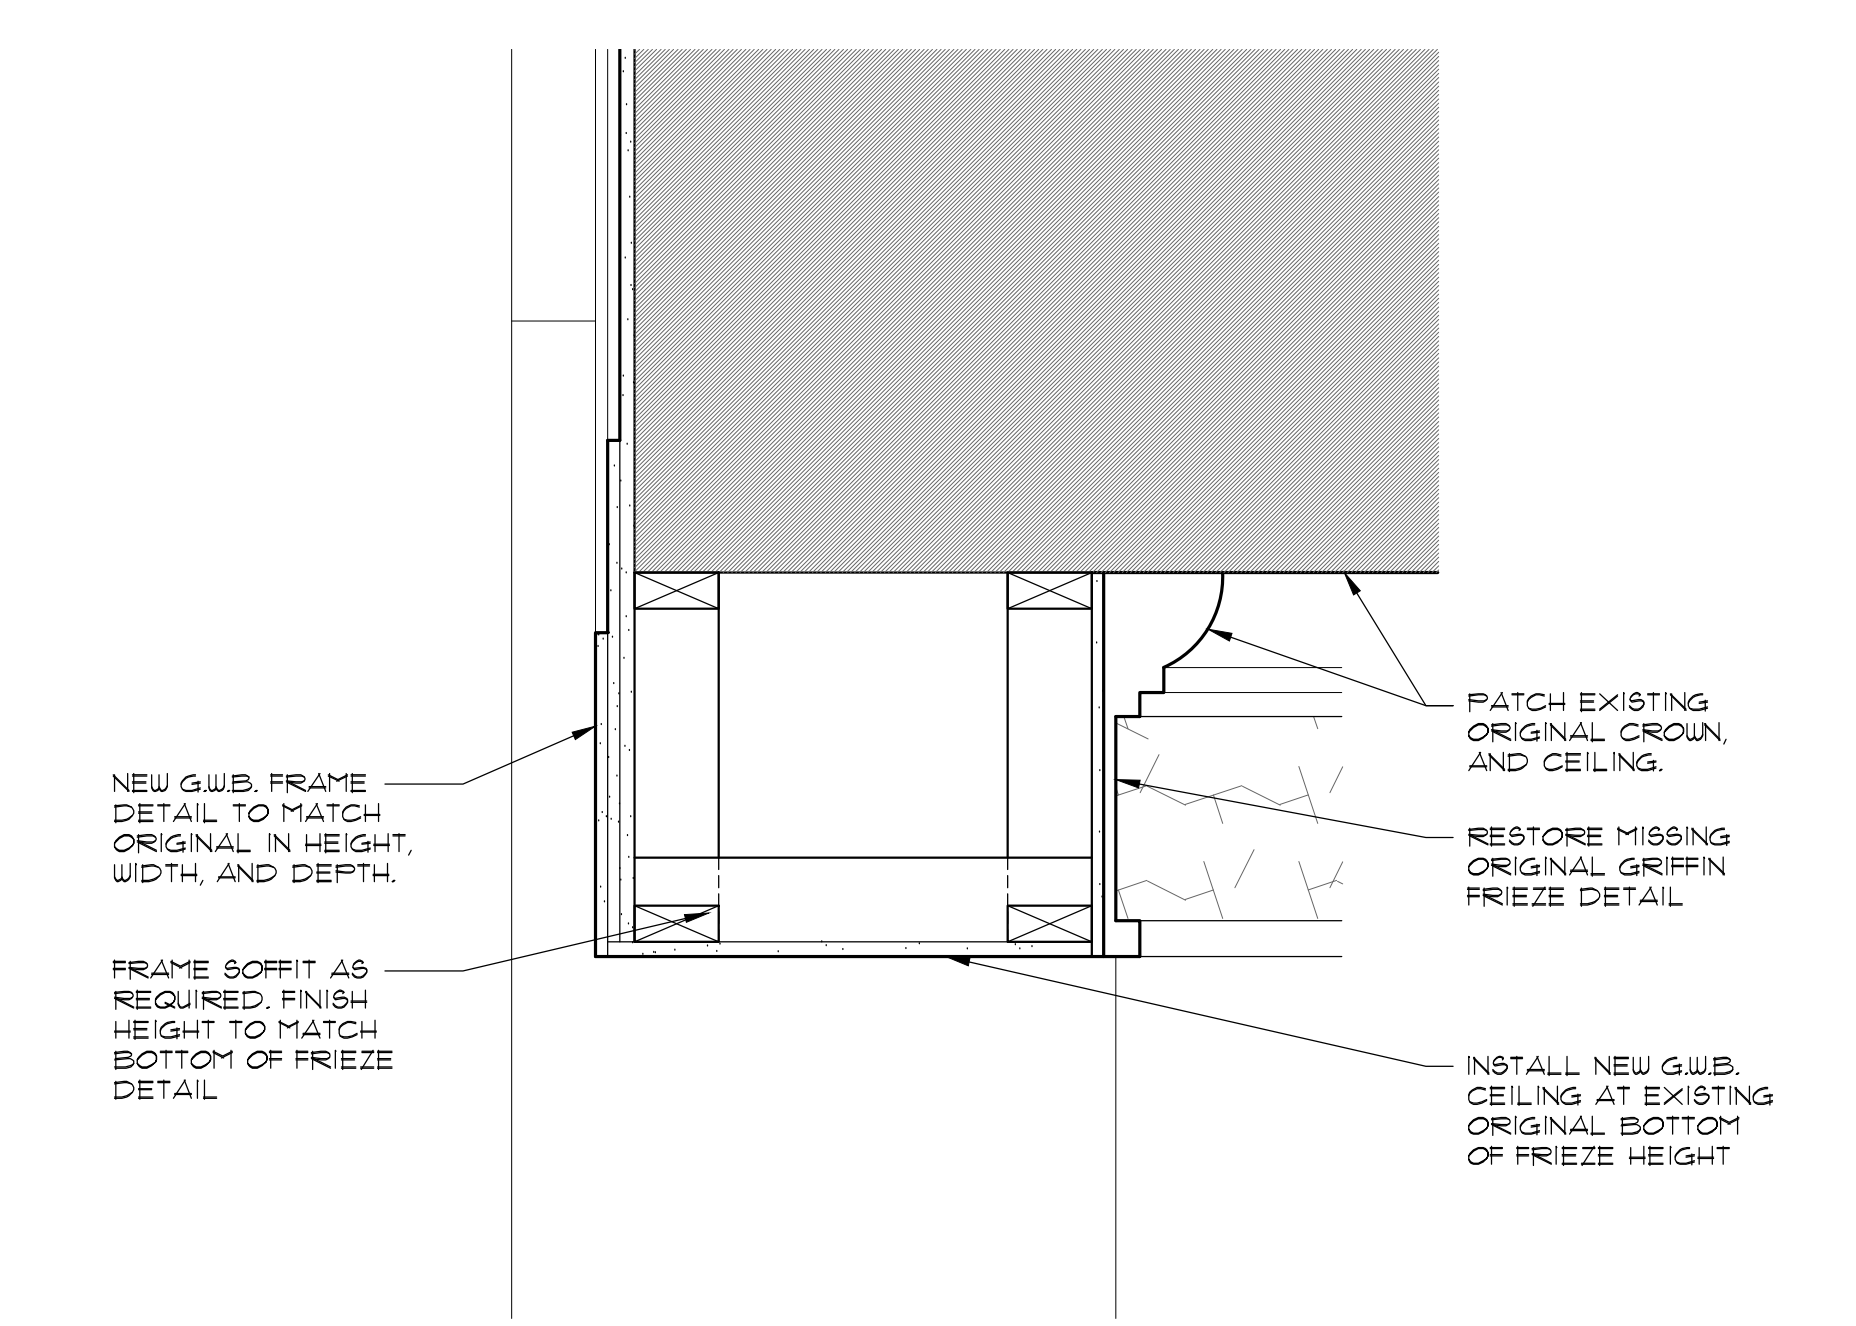 NEW G.W.B. FRAME
DETAIL TO MATCH
ORIGINAL IN HEIGHT,
WIDTH, AND DEPTH.
FRAME SOFFIT AS
REQUIRED. FINISH
HEIGHT TO MATCH
BOTTOM OF FRIEZE
DETAIL
PATCH EXISTING
ORIGINAL CROWN,
AND CEILING.
RESTORE MISSING
ORIGINAL GRIFFIN
FRIEZE DETAIL
INSTALL NEW G.W.B.
CEILING AT EXISTING
ORIGINAL BOTTOM
OF FRIEZE HEIGHT